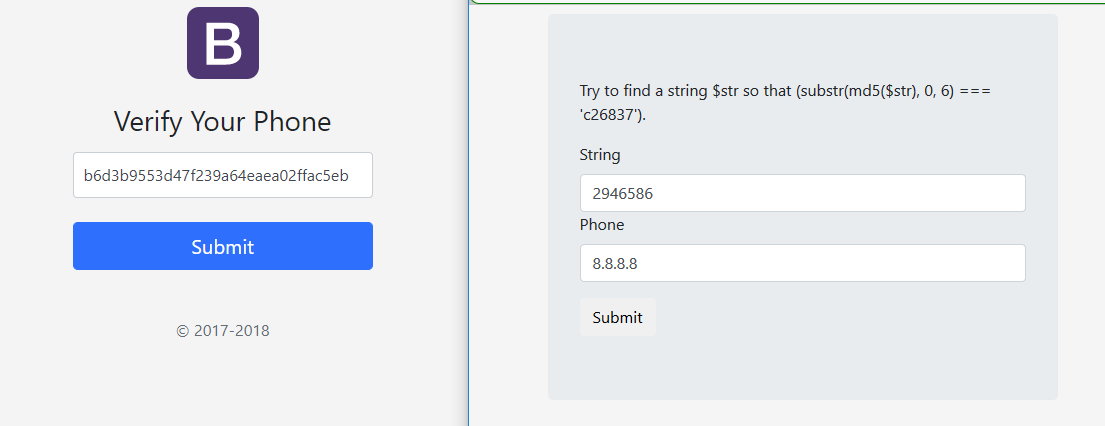 B
Verify Your Phone
b6d3b9553d47f239a64eaea02ffac5eb
Submit
© 2017-2018
Try to find a string $str so that (substr(md5($str), 0, 6) ===
'c26837').
String
2946586
Phone
8.8.8.8
Submit